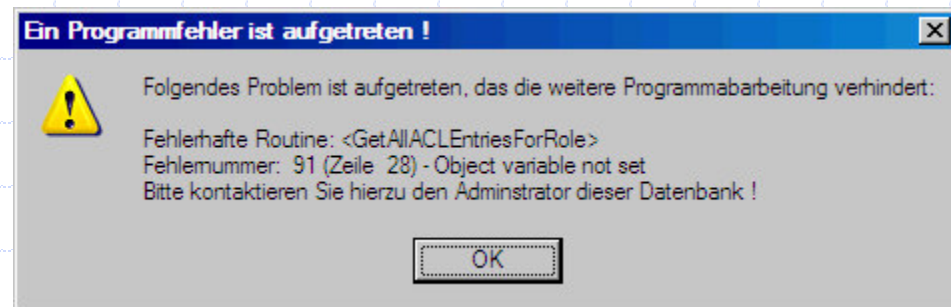 Ein Programmfehler ist aufgetreten !
Folgendes Problem ist aufgetreten, das die weitere Programmabarbeitung verhindert:
Fehlerhafte Routine: <GetAllACLEntriesForRole>
Fehlernummer: 91 (Zeile 28) - Object variable not set
Bitte kontaktieren Sie hierzu den Adminstrator dieser Datenbank !
OK